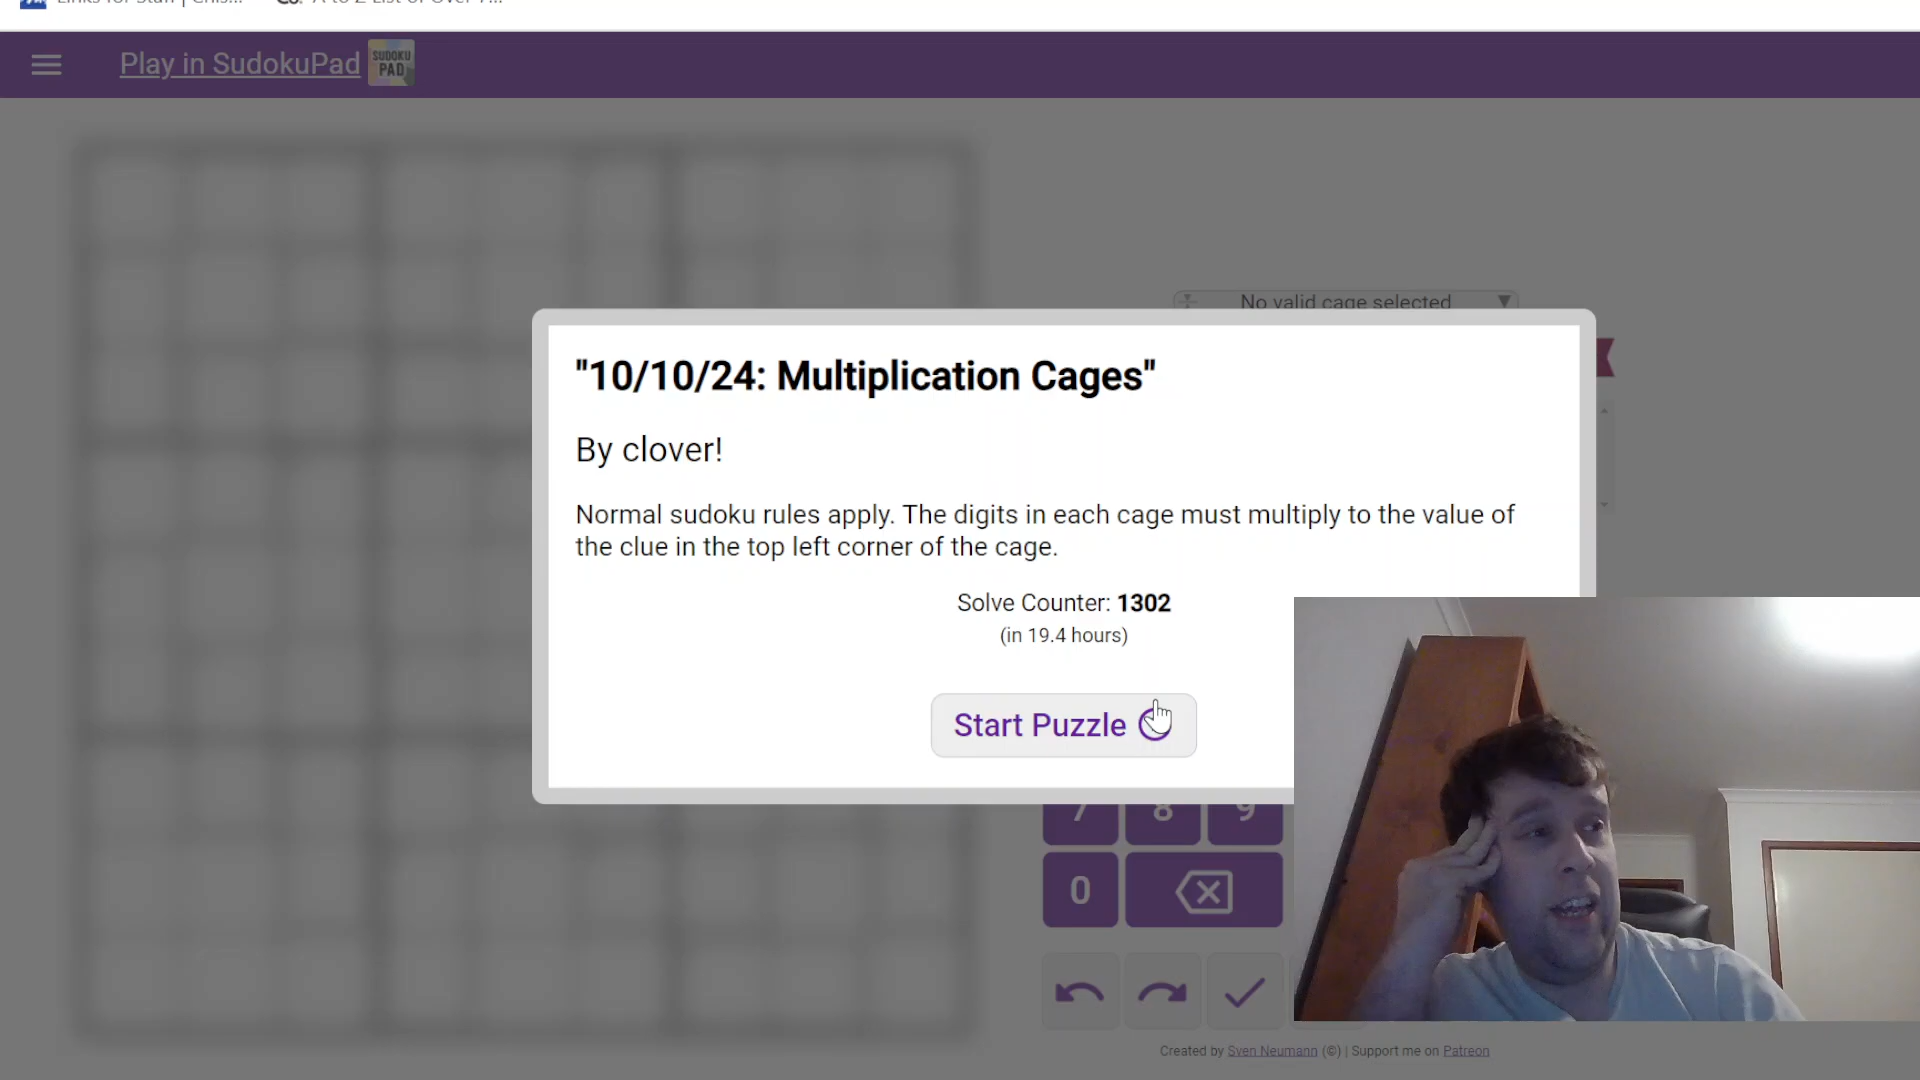 Play in SudokuPad
SUDOKU
PAD
No valid cage selected
"10/10/24: Multiplication Cages"
By clover!
Normal sudoku rules apply. The digits in each cage must multiply to the value of
the clue in the top left corner of the cage.
Solve Counter: 1302
(in 19.4 hours)
Start Puzzle
7 8 9
0
Created by Sven Neumann (©) | Support me on Patreon